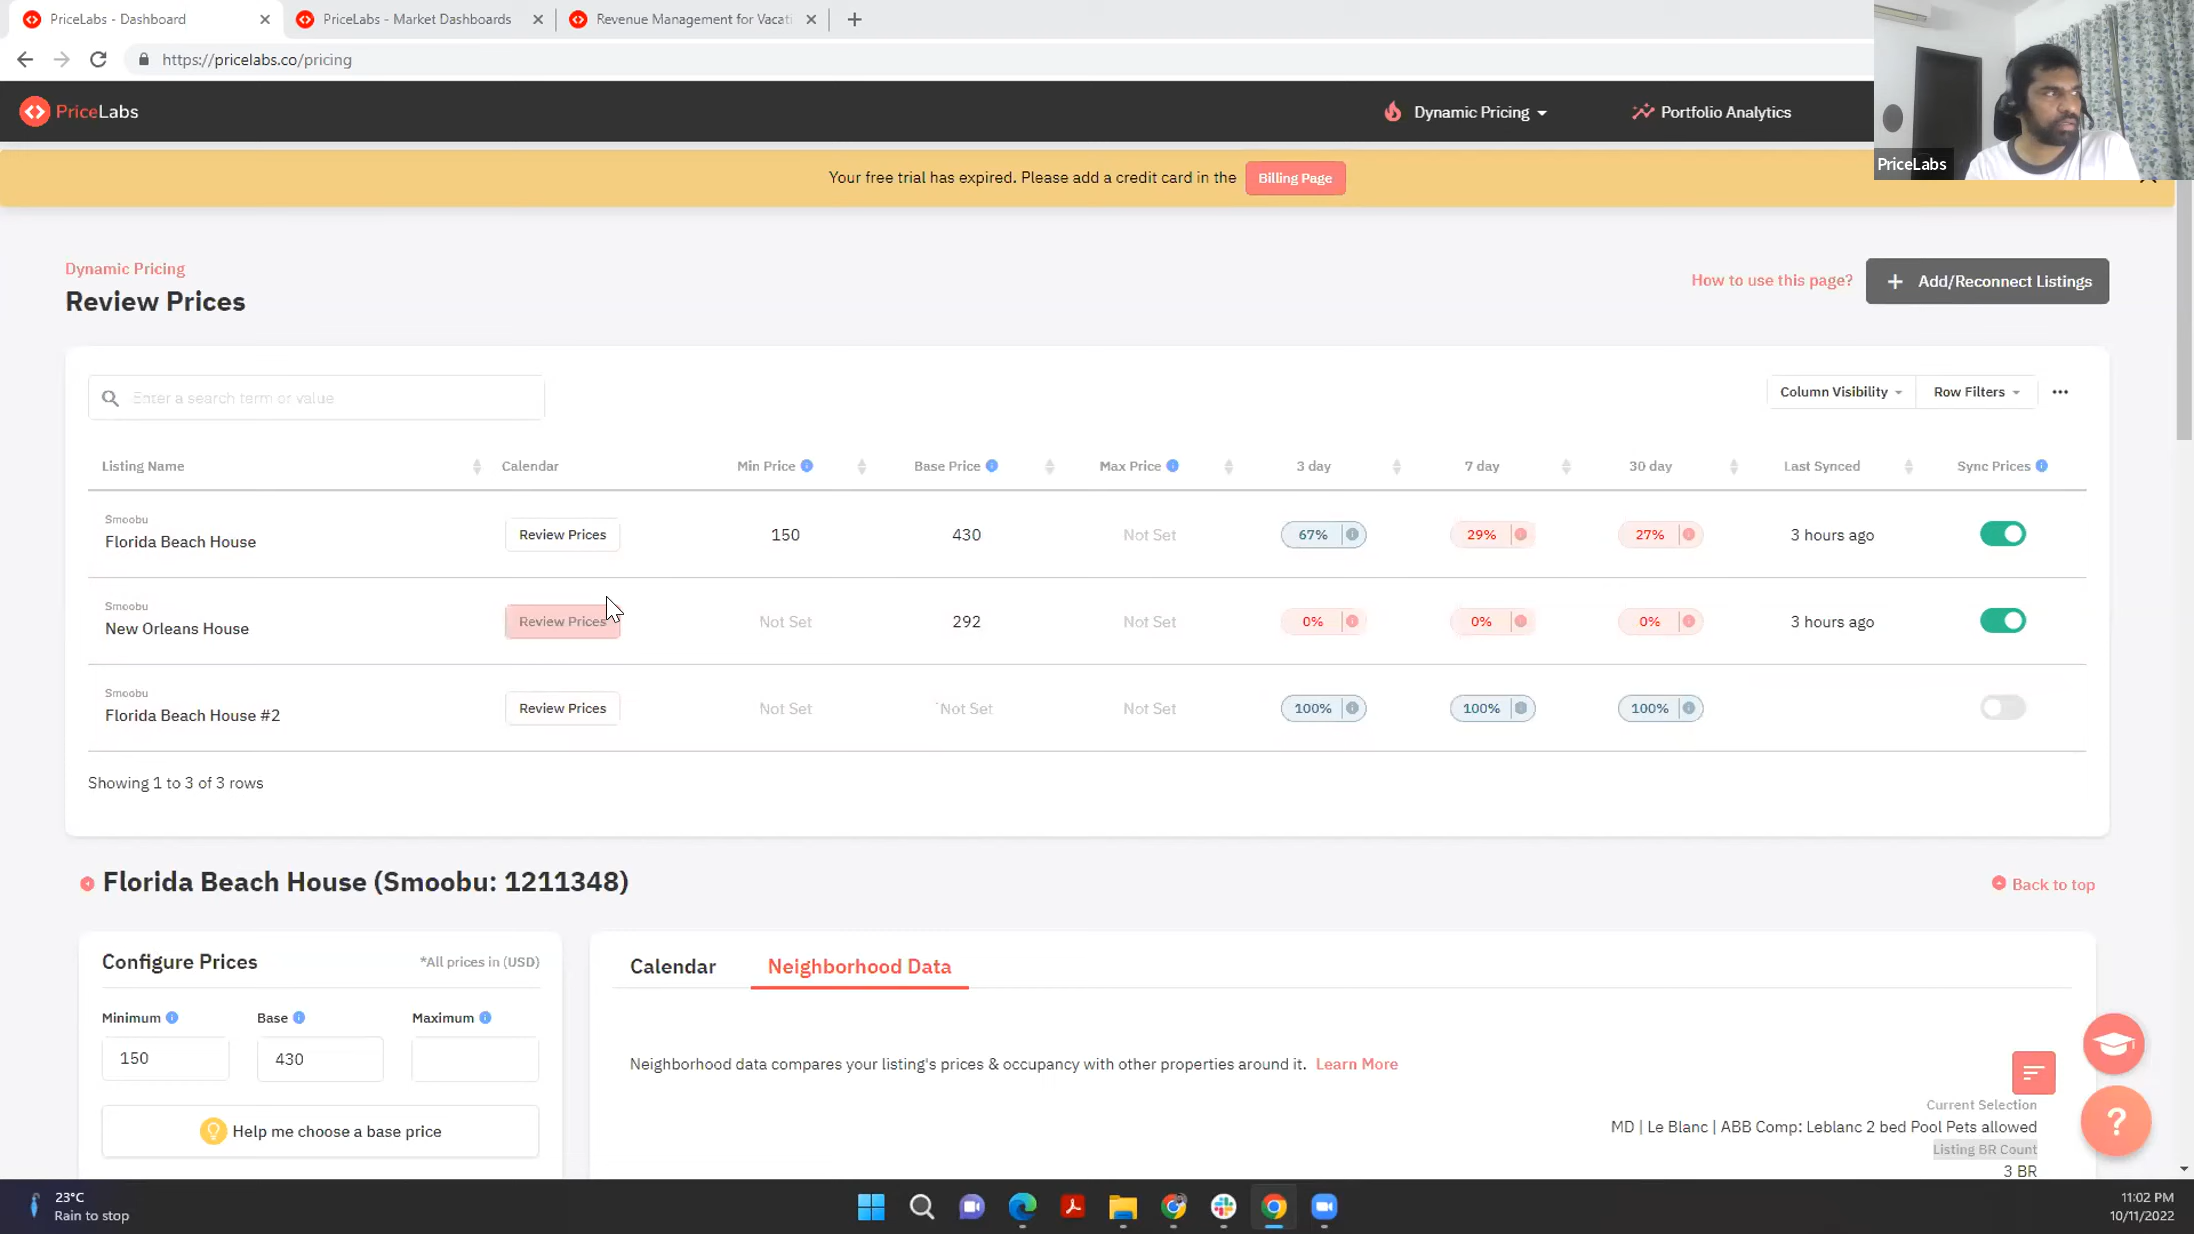 PriceLabs - Dashboard
PriceLabs - Market Dashboards
Revenue Management for Vacati
https://pricelabs.co/pricing
PriceLabs
Dynamic Pricing
Portfolio Analytics
PriceLabs
Your free trial has expired. Please add a credit card in the Billing Page
Dynamic Pricing
Review Prices
How to use this page?
+ Add/Reconnect Listings
Enter a search term or value
Column Visibility
Row Filters
Listing Name Calendar Min Price Base Price Max Price 3 day 7 day 30 day Last Synced Sync Prices
Smoobu
Florida Beach House Review Prices 150 430 Not Set 67% 29% 27% 3 hours ago
Smoobu
New Orleans House Review Prices Not Set 292 Not Set 0% 0% 0% 3 hours ago
Smoobu
Florida Beach House #2 Review Prices Not Set Not Set Not Set 100% 100% 100%
Showing 1 to 3 of 3 rows
Florida Beach House (Smoobu: 1211348)
Back to top
Configure Prices *All prices in (USD)
Minimum Base Maximum
150 430
Help me choose a base price
Calendar Neighborhood Data
Neighborhood data compares your listing's prices & occupancy with other properties around it. Learn More
Current Selection
MD | Le Blanc | ABB Comp: Leblanc 2 bed Pool Pets allowed
Listing BR Count
3 BR
?
23°C
Rain to stop
11:02 PM
10/11/2022